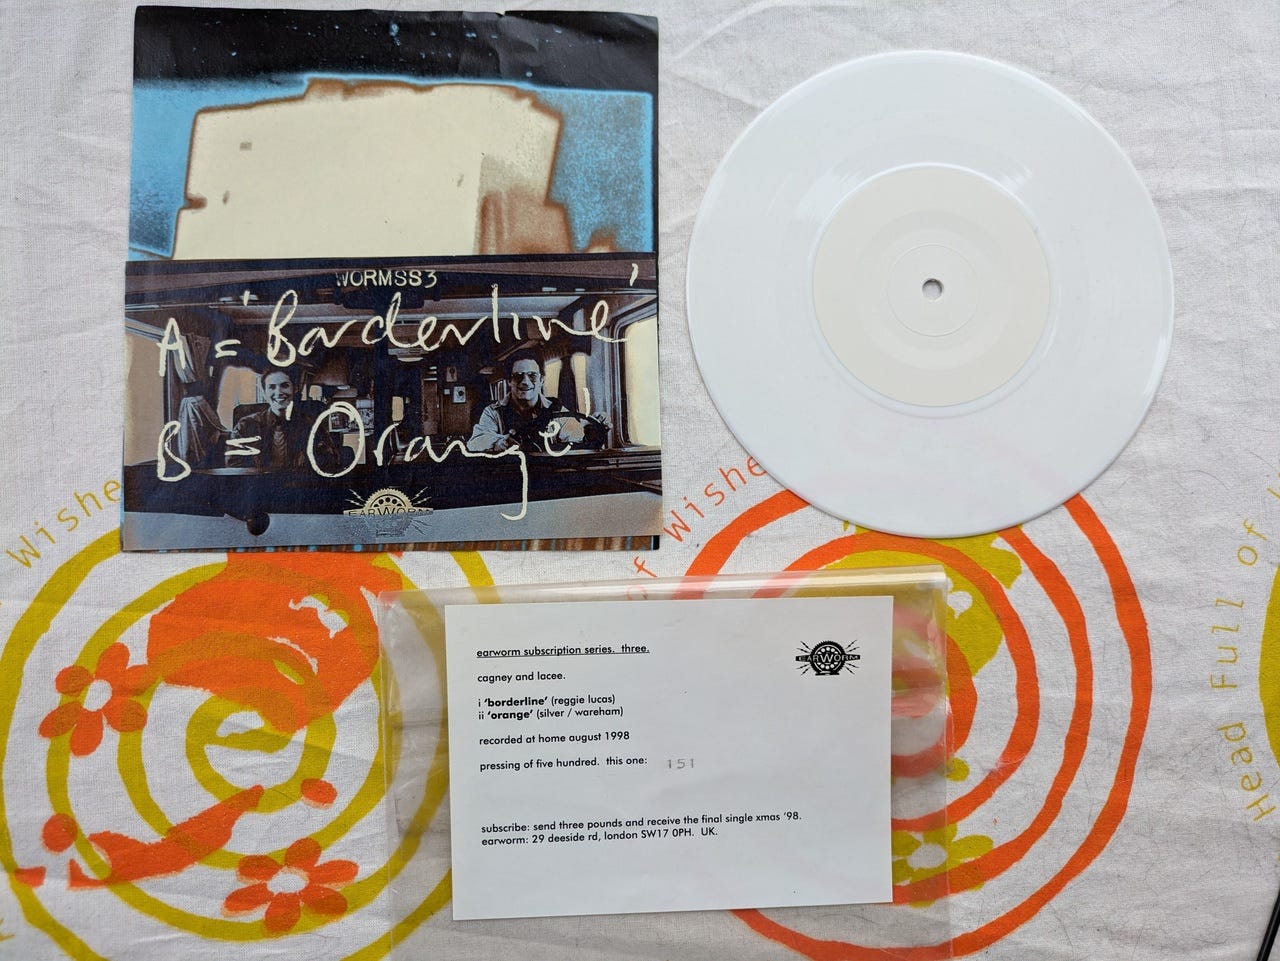 WORMSS3
A = 'Borderline'
B = 'Orange'
EARWORM
earworm subscription series. three.
EARWORM
cagney and lacee.
i 'borderline' (reggie lucas)
ii 'orange' (silver / wareham)
recorded at home august 1998
pressing of five hundred. this one: 151
subscribe: send three pounds and receive the final single xmas '98.
earworm: 29 deeside rd, london SW17 0PH. UK.
Wishe
of Wishe
Head Full of